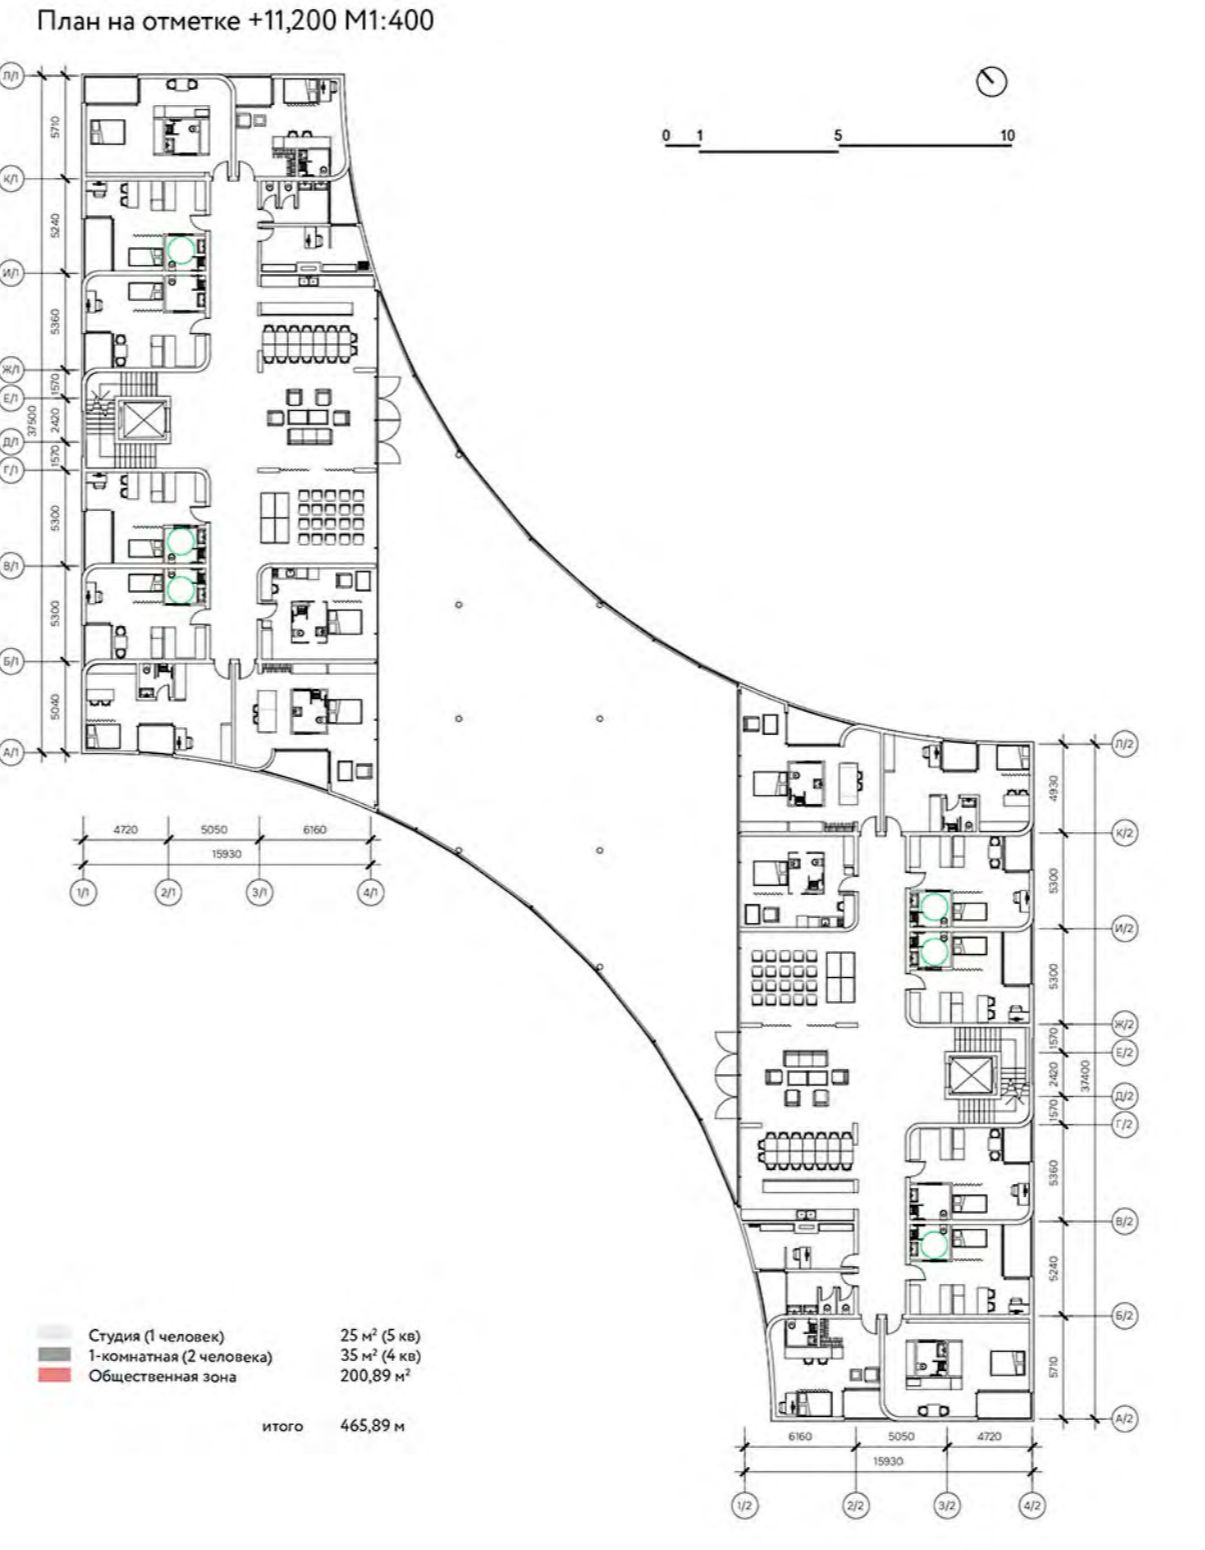 План на отметке +11,200 М1:400
0 1 5 10
Л/1
5710
К/1
5240
И/1
5360
Ж/1
1570
Е/1
37500
2420
Д/1
1570
Г/1
5300
В/1
5300
Б/1
5040
А/1
4720 5050 6160
15930
1/1 2/1 3/1 4/1
Л/2
4930
К/2
5300
И/2
5300
Ж/2
1570
Е/2
2420
37400
Д/2
1570
Г/2
5360
В/2
5240
Б/2
5710
А/2
6160 5050 4720
15930
1/2 2/2 3/2 4/2
Студия (1 человек) 25 м² (5 кв)
1-комнатная (2 человека) 35 м² (4 кв)
Общественная зона 200,89 м²
итого 465,89 м